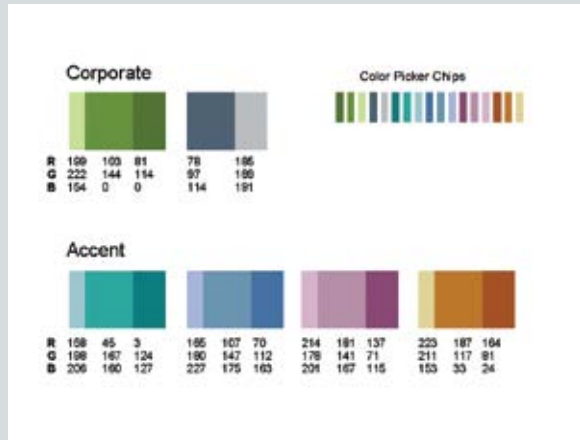 Corporate
Color Picker Chips
R 199 103 81 78 185
G 222 144 114 97 188
B 154 0 0 114 191
Accent
R 158 45 3 165 107 70 214 181 137 223 187 164
G 198 167 124 180 147 112 178 141 71 211 117 81
B 206 160 127 227 175 163 201 167 115 153 33 24